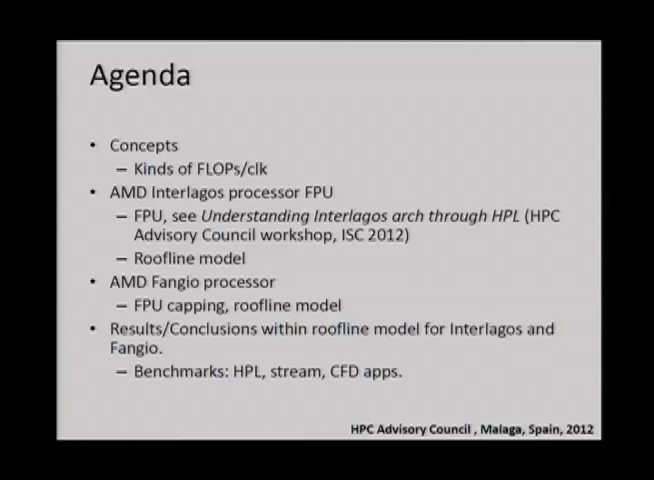 Agenda
• Concepts
– Kinds of FLOPs/clk
• AMD Interlagos processor FPU
– FPU, see Understanding Interlagos arch through HPL (HPC
Advisory Council workshop, ISC 2012)
– Roofline model
• AMD Fangio processor
– FPU capping, roofline model
• Results/Conclusions within roofline model for Interlagos and
Fangio.
– Benchmarks: HPL, stream, CFD apps.
HPC Advisory Council , Malaga, Spain, 2012